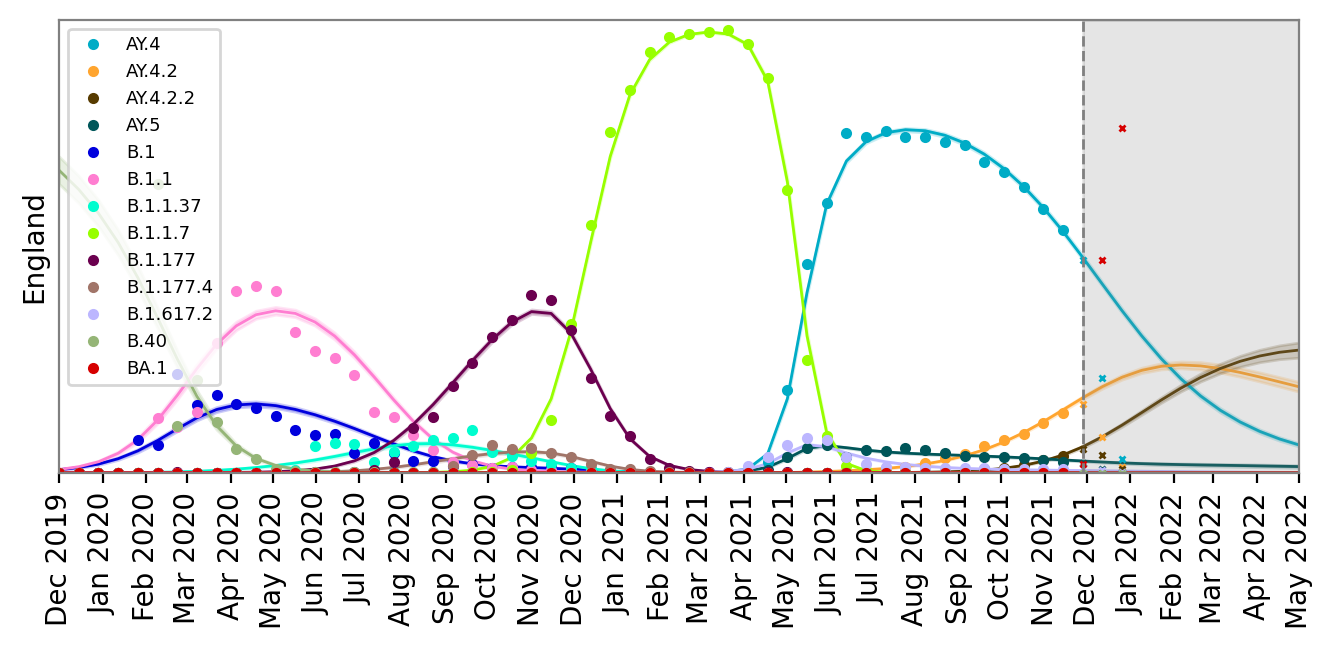 England
AY.4
AY.4.2
AY.4.2.2
AY.5
B.1
B.1.1
B.1.1.37
B.1.1.7
B.1.177
B.1.177.4
B.1.617.2
B.40
BA.1
Dec 2019
Jan 2020
Feb 2020
Mar 2020
Apr 2020
May 2020
Jun 2020
Jul 2020
Aug 2020
Sep 2020
Oct 2020
Nov 2020
Dec 2020
Jan 2021
Feb 2021
Mar 2021
Apr 2021
May 2021
Jun 2021
Jul 2021
Aug 2021
Sep 2021
Oct 2021
Nov 2021
Dec 2021
Jan 2022
Feb 2022
Mar 2022
Apr 2022
May 2022